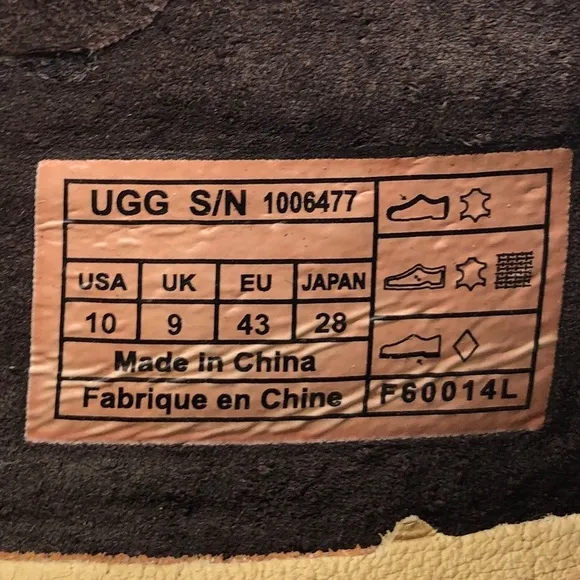 UGG S/N 1006477
USA UK EU JAPAN
10 9 43 28
Made in China
Fabrique en Chine F60014L